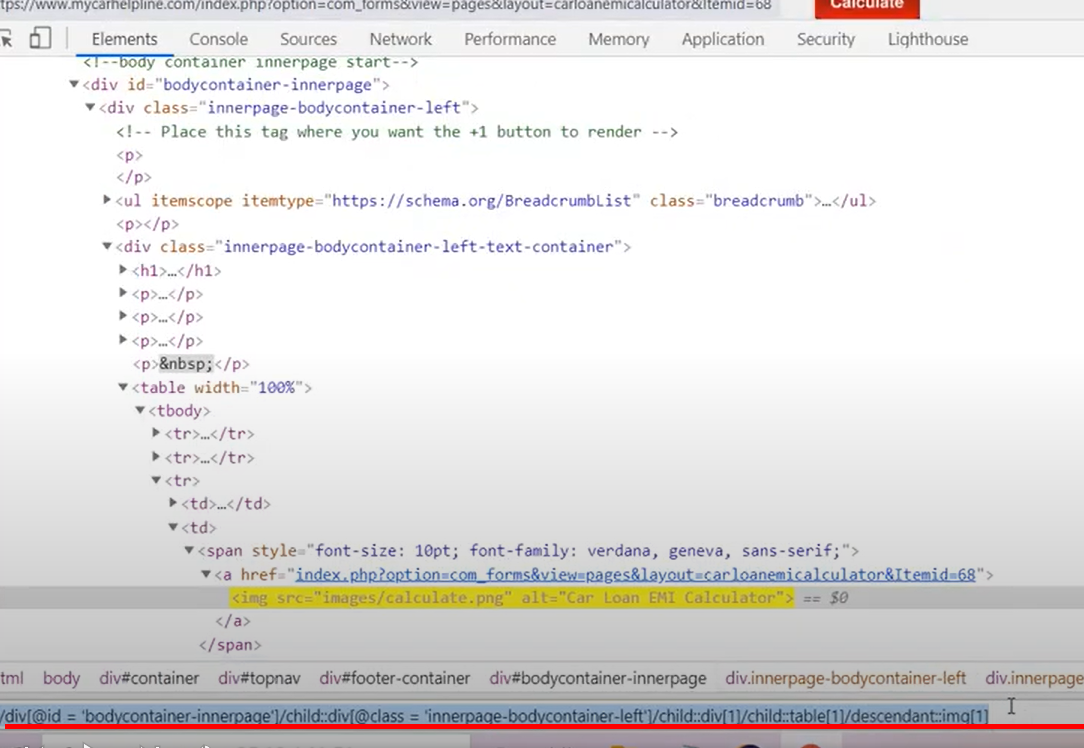 tps://www.mycarhelpline.com/index.php?option=com_forms&view=pages&layout=carloanemicalculator&Itemid=68
Calculate
Elements Console Sources Network Performance Memory Application Security Lighthouse
<!--body container innerpage start-->
<div id="bodycontainer-innerpage">
<div class="innerpage-bodycontainer-left">
<!-- Place this tag where you want the +1 button to render -->
<p>
</p>
<ul itemscope itemtype="https://schema.org/BreadcrumbList" class="breadcrumb">…</ul>
<p></p>
<div class="innerpage-bodycontainer-left-text-container">
<h1>…</h1>
<p>…</p>
<p>…</p>
<p>…</p>
<p>&nbsp;</p>
<table width="100%">
<tbody>
<tr>…</tr>
<tr>…</tr>
<tr>
<td>…</td>
<td>
<span style="font-size: 10pt; font-family: verdana, geneva, sans-serif;">
<a href="index.php?option=com_forms&view=pages&layout=carloanemicalculator&Itemid=68">
<img src="images/calculate.png" alt="Car Loan EMI Calculator"> == $0
</a>
</span>
tml body div#container div#topnav div#footer-container div#bodycontainer-innerpage div.innerpage-bodycontainer-left div.innerpage
/div[@id = 'bodycontainer-innerpage']/child::div[@class = 'innerpage-bodycontainer-left']/child::div[1]/child::table[1]/descendant::img[1]